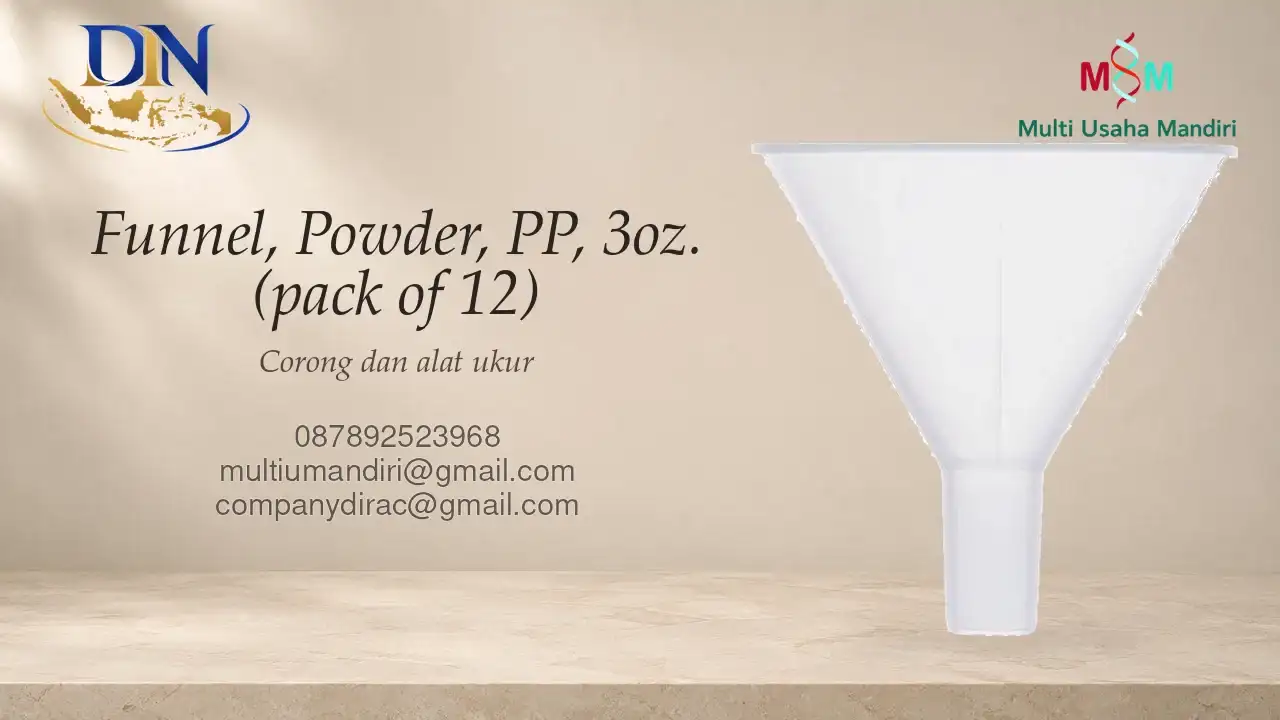 DIN
M M
Multi Usaha Mandiri
Funnel, Powder, PP, 3oz.
(pack of 12)
Corong dan alat ukur
087892523968
multiumandiri@gmail.com
companydirac@gmail.com